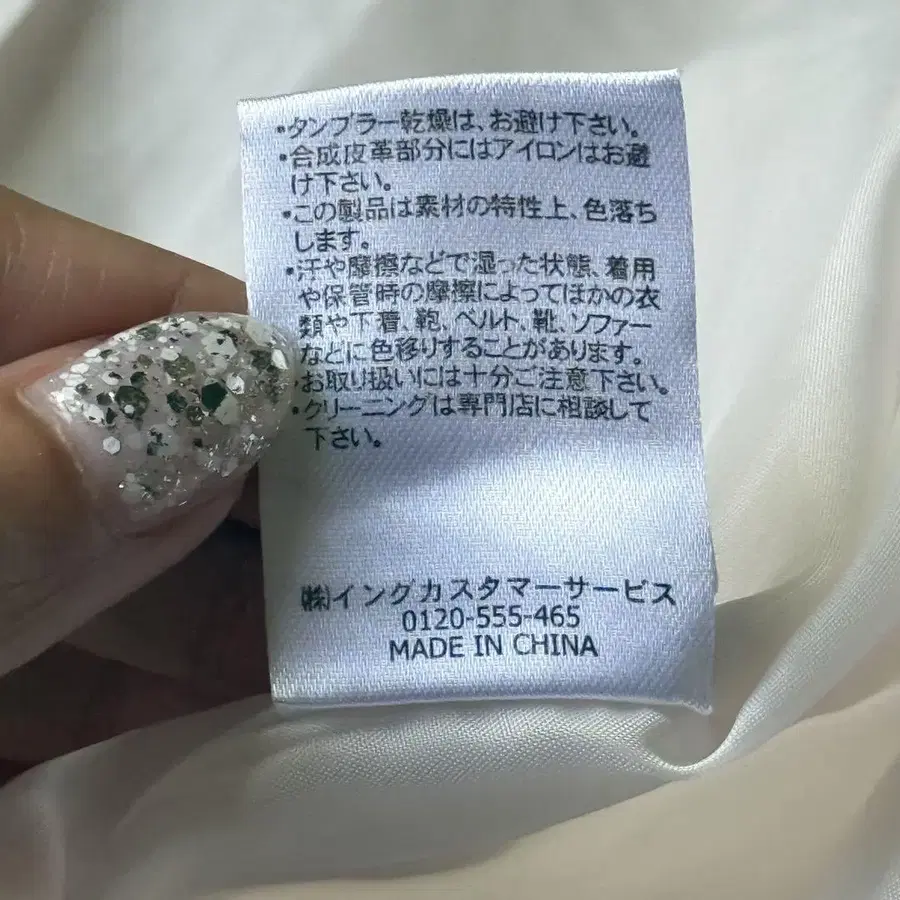 ・タンブラー乾燥は、お避け下さい。
・合成皮革部分にはアイロンはお避
け下さい。
・この製品は素材の特性上、色落ち
します。
・汗や摩擦などで湿った状態、着用
や保管時の摩擦によってほかの衣
類や下着、鞄、ベルト、靴、ソファー
などに色移りすることがあります。
・お取り扱いには十分ご注意下さい。
・クリーニングは専門店に相談して
下さい。
㈱イングカスタマーサービス
0120-555-465
MADE IN CHINA